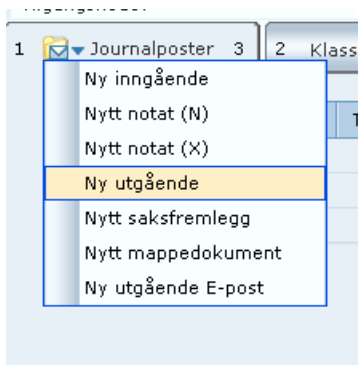 1 Journalposter 3 2 Klass
Ny inngående
Nytt notat (N)
Nytt notat (X)
Ny utgående
Nytt saksfremlegg
Nytt mappedokument
Ny utgående E-post